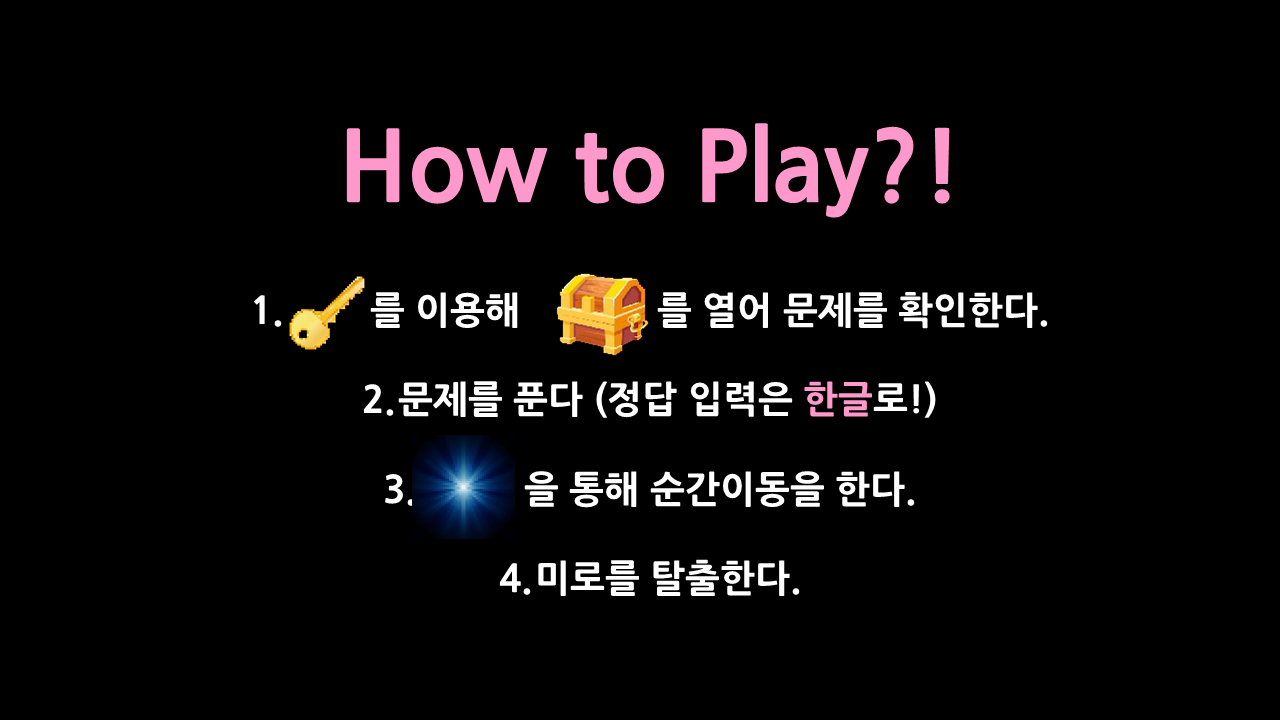 How to Play?!
1. 를 이용해 를 열어 문제를 확인한다.
2.문제를 푼다 (정답 입력은 한글로!)
3. 을 통해 순간이동을 한다.
4.미로를 탈출한다.